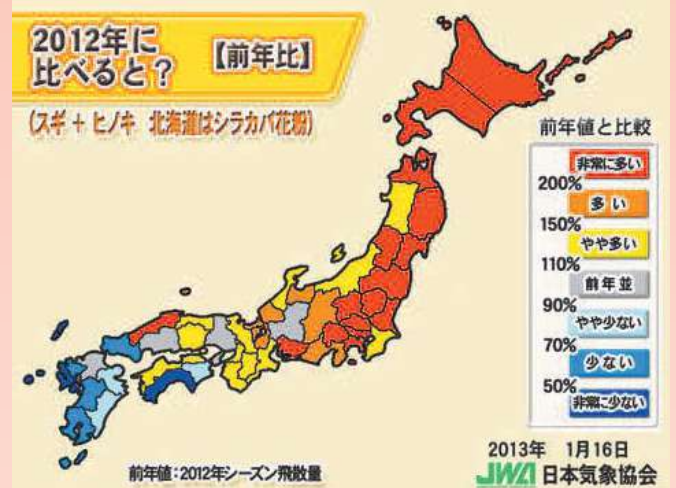 2012年に
比べると？
【前年比】
(スギ + ヒノキ 北海道はシラカバ花粉)
前年値と比較
非常に多い
200%
多い
150%
やや多い
110%
前年並
90%
やや少ない
70%
少ない
50%
非常に少ない
前年値:2012年シーズン飛散量
2013年 1月16日
JWA 日本気象協会